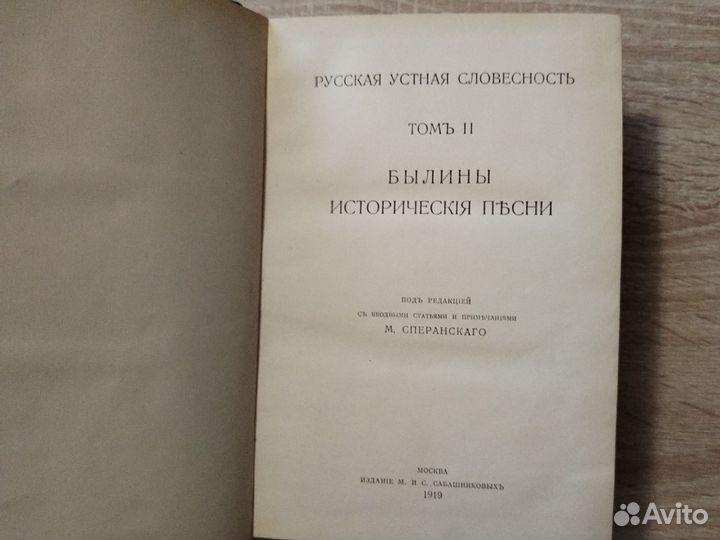 РУССКАЯ УСТНАЯ СЛОВЕСНОСТЬ
ТОМЪ II
БЫЛИНЫ
ИСТОРИЧЕСКІЯ ПѢСНИ
ПОДЪ РЕДАКЦІЕЙ
СЪ ВВОДНЫМИ СТАТЬЯМИ И ПРИМѢЧАНІЯМИ
М. СПЕРАНСКАГО
МОСКВА
ИЗДАНІЕ М. И С. САБАШНИКОВЫХЪ
1919
Avito